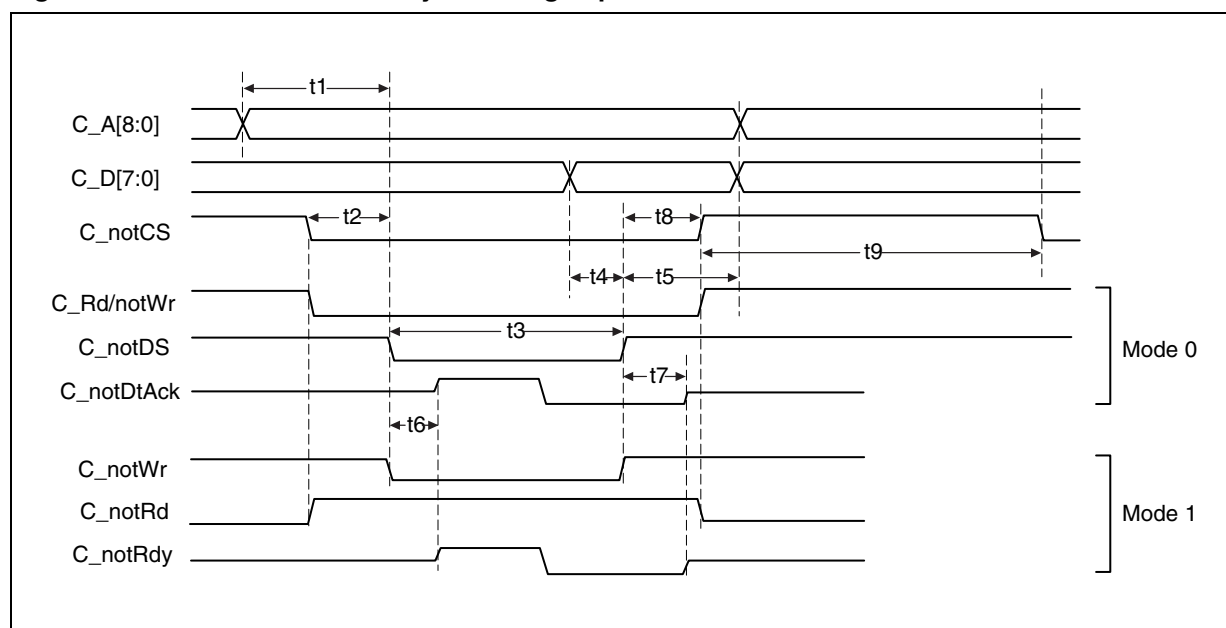 t1
C_A[8:0]
C_D[7:0]
t2
t8
C_notCS
t9
t4
t5
C_Rd/notWr
t3
C_notDS
Mode 0
t7
C_notDtAck
t6
C_notWr
C_notRd
Mode 1
C_notRdy